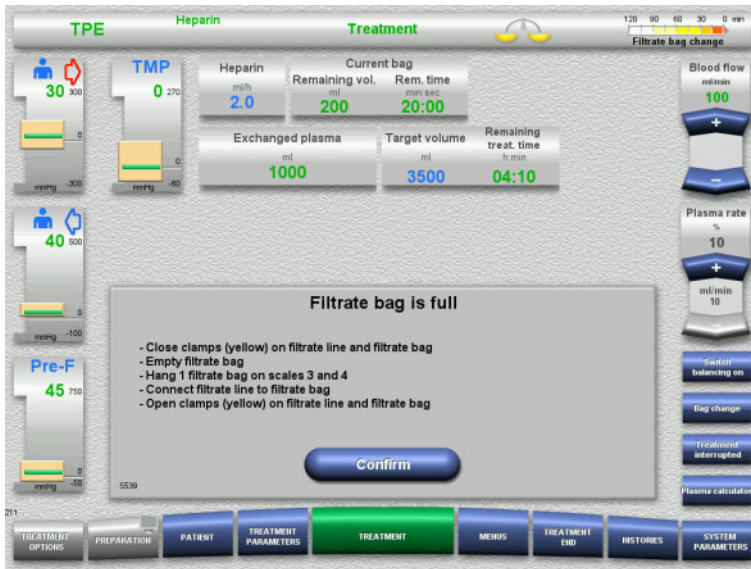 TPE
Heparin
Treatment
120 90 60 30 0 min
Filtrate bag change
30 300
0
mmHg -300
TMP
0 270
0
mmHg -60
Heparin
ml/h
2.0
Current bag
Remaining vol. Rem. time
ml min:sec
200 20:00
Exchanged plasma
ml
1000
Target volume
ml
3500
Remaining
treat. time
h:min
04:10
Blood flow
ml/min
100
+
–
40 500
0
mmHg -100
Plasma rate
%
10
+
ml/min
10
–
Pre-F
45 750
0
mmHg -50
Filtrate bag is full
- Close clamps (yellow) on filtrate line and filtrate bag
- Empty filtrate bag
- Hang 1 filtrate bag on scales 3 and 4
- Connect filtrate line to filtrate bag
- Open clamps (yellow) on filtrate line and filtrate bag
Confirm
5539
Switch
balancing on
Bag change
Treatment
interrupted
Plasma calculator
211
TREATMENT
OPTIONS
PREPARATION
PATIENT
TREATMENT
PARAMETERS
TREATMENT
MENUS
TREATMENT
END
HISTORIES
SYSTEM
PARAMETERS